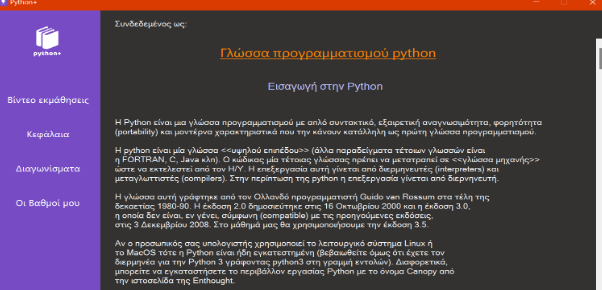 Python+
Συνδεδεμένος ως:
python+
Γλώσσα προγραμματισμού python
Εισαγωγή στην Python
Βίντεο εκμάθησεις
Κεφάλαια
Διαγωνίσματα
Οι Βαθμοί μου
Η Python είναι μια γλώσσα προγραμματισμού με απλό συντακτικό, εξαιρετική αναγνωσιμότητα, φορητότητα
(portability) και μοντέρνα χαρακτηριστικά που την κάνουν κατάλληλη ως πρώτη γλώσσα προγραμματισμού.
Η python είναι μία γλώσσα <<υψηλού επιπέδου>> (άλλα παραδείγματα τέτοιων γλωσσών είναι
η FORTRAN, C, Java κλπ). Ο κώδικας μία τέτοιας γλώσσας πρέπει να μετατραπεί σε <<γλώσσα μηχανής>>
ώστε να εκτελεστεί από τον Η/Υ. Η επεξεργασία αυτή γίνεται από διερμηνευτές (interpreters) και
μεταγλωττιστές (compilers). Στην περίπτωση της python η επεξεργασία γίνεται από διερνηνευτή.
Η γλώσσα αυτή γράφτηκε από τον Ολλανδό προγραμματιστή Guido van Rossum στα τέλη της
δεκαετίας 1980-90. Η έκδοση 2.0 δημοσιεύτηκε στις 16 Οκτωβρίου 2000 και η έκδοση 3.0,
η οποία δεν είναι, εν γένει, σύμφωνη (compatible) με τις προηγούμενες εκδόσεις,
στις 3 Δεκεμβρίου 2008. Στο μάθημά μας θα χρησιμοποιήσουμε την έκδοση 3.5.
Αν ο προσωπικός σας υπολογιστής χρησιμοποιεί το λειτουργικό σύστημα Linux ή
το MacOS τότε η Python είναι ήδη εγκατεστημένη (βεβαιωθείτε όμως ότι έχετε τον
διερμηνέα για την Python 3 γράφοντας python3 στη γραμμή εντολών). Διαφορετικά,
μπορείτε να εγκαταστήσετε το περιβάλλον εργασίας Python με το όνομα Canopy από
την ιστοσελίδα της Enthought.